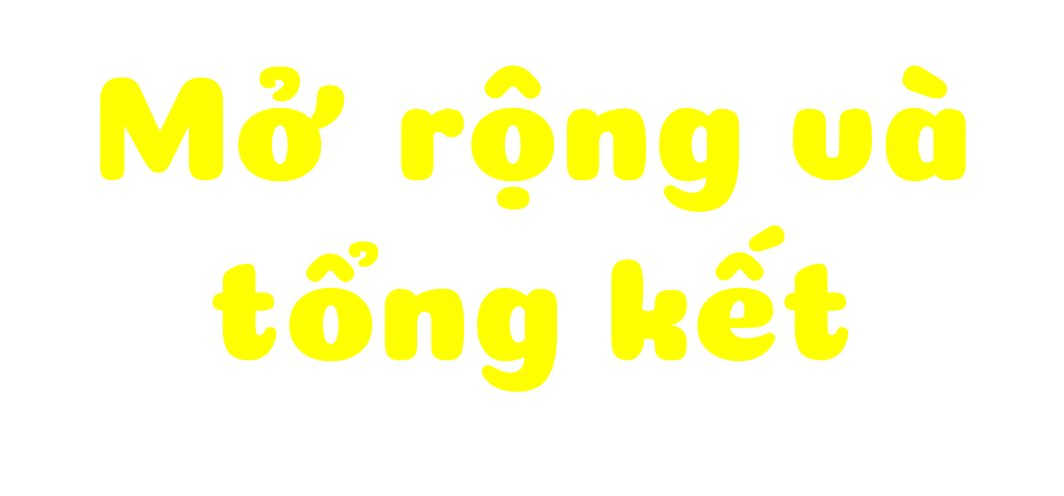 Mở rộng và
tổng kết